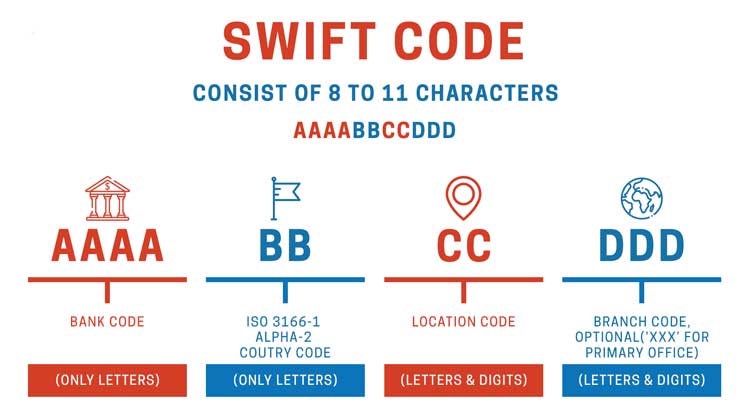 SWIFT CODE
CONSIST OF 8 TO 11 CHARACTERS
AAAABBCCDDD
$
AAAA
BANK CODE
(ONLY LETTERS)
BB
ISO 3166-1
ALPHA-2
COUTRY CODE
(ONLY LETTERS)
CC
LOCATION CODE
(LETTERS & DIGITS)
DDD
BRANCH CODE,
OPTIONAL('XXX' FOR
PRIMARY OFFICE)
(LETTERS & DIGITS)